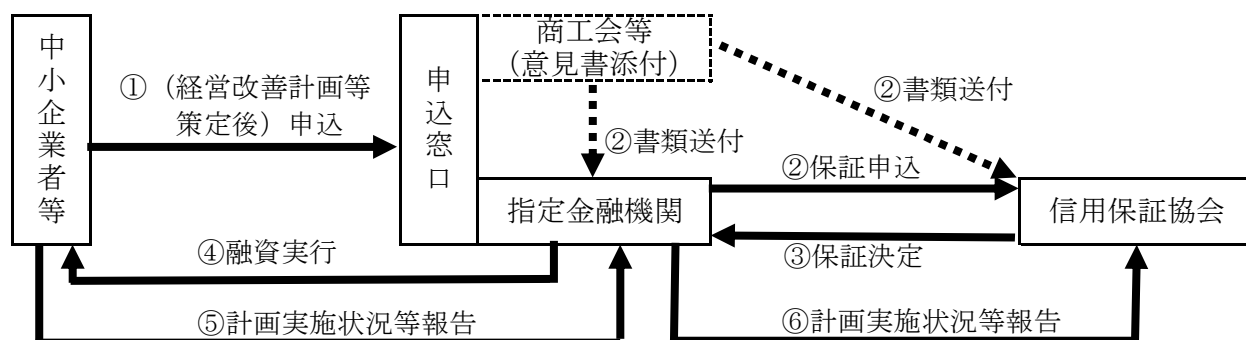 中小企業者等
①（経営改善計画等
策定後）申込
申込窓口
商工会等
（意見書添付）
②書類送付
②書類送付
指定金融機関
②保証申込
信用保証協会
③保証決定
④融資実行
⑤計画実施状況等報告
⑥計画実施状況等報告